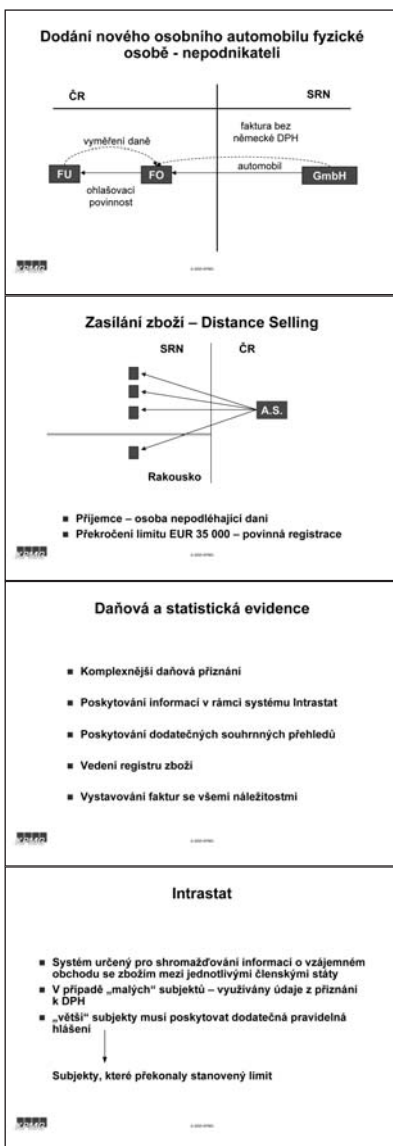 Dodání nového osobního automobilu fyzické
osobě - nepodnikateli
ČR
SRN
faktura bez
německé DPH
vyměření daně
automobil
FU
FO
GmbH
ohlašovací
povinnost
KPMG
Zasílání zboží – Distance Selling
SRN
ČR
A.S.
Rakousko
Příjemce – osoba nepodléhající dani
Překročení limitu EUR 35 000 – povinná registrace
KPMG
Daňová a statistická evidence
Komplexnější daňová přiznání
Poskytování informací v rámci systému Intrastat
Poskytování dodatečných souhrnných přehledů
Vedení registru zboží
Vystavování faktur se všemi náležitostmi
KPMG
Intrastat
Systém určený pro shromažďování informací o vzájemném
obchodu se zbožím mezi jednotlivými členskými státy
V případě „malých“ subjektů – využívány údaje z přiznání
k DPH
„větší“ subjekty musí poskytovat dodatečná pravidelná
hlášení
Subjekty, které překonaly stanovený limit
KPMG